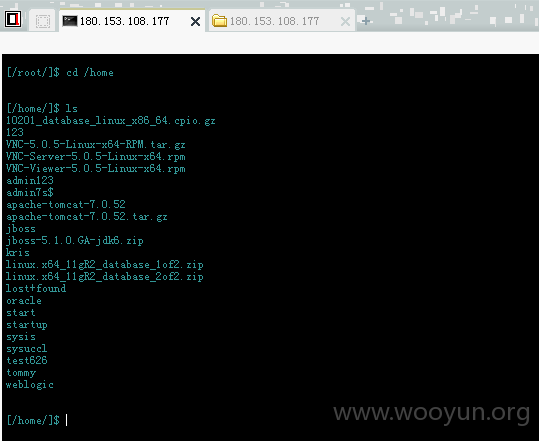 180.153.108.177
180.153.108.177
[/root/]$ cd /home
[/home/]$ ls
10201_database_linux_x86_64.cpio.gz
123
VNC-5.0.5-Linux-x64-RPM.tar.gz
VNC-Server-5.0.5-Linux-x64.rpm
VNC-Viewer-5.0.5-Linux-x64.rpm
admin123
admin7s$
apache-tomcat-7.0.52
apache-tomcat-7.0.52.tar.gz
jboss
jboss-5.1.0.GA-jdk6.zip
kris
linux.x64_11gR2_database_1of2.zip
linux.x64_11gR2_database_2of2.zip
lost+found
oracle
start
startup
sysis
sysuccl
test626
tommy
weblogic
[/home/]$
www.wooyun.org